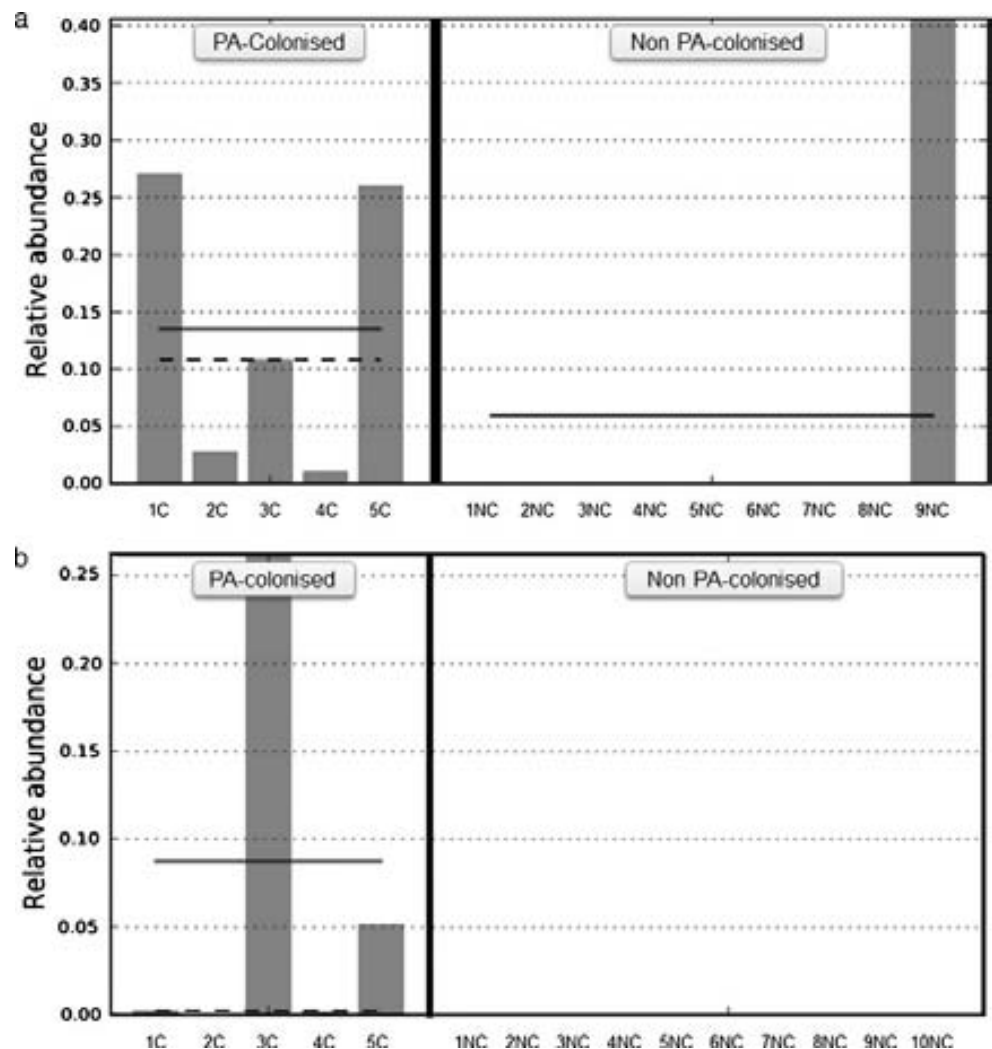 a
PA-Colonised
Non PA-colonised
Relative abundance
0.40
0.35
0.30
0.25
0.20
0.15
0.10
0.05
0.00
1C 2C 3C 4C 5C 1NC 2NC 3NC 4NC 5NC 6NC 7NC 8NC 9NC
b
PA-colonised
Non PA-colonised
Relative abundance
0.25
0.20
0.15
0.10
0.05
0.00
1C 2C 3C 4C 5C 1NC 2NC 3NC 4NC 5NC 6NC 7NC 8NC 9NC 10NC